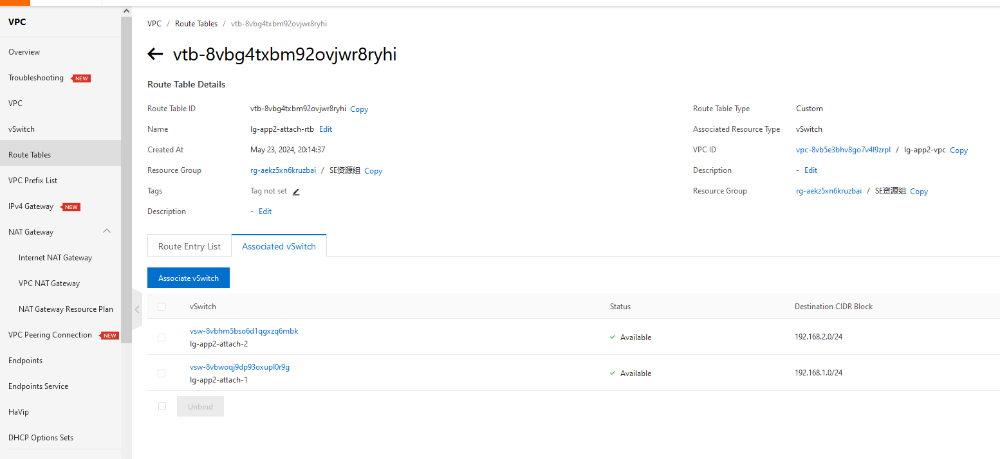 VPC
Overview
Troubleshooting NEW
VPC
vSwitch
Route Tables
VPC Prefix List
IPv4 Gateway NEW
NAT Gateway
Internet NAT Gateway
VPC NAT Gateway
NAT Gateway Resource Plan
VPC Peering Connection NEW
Endpoints
Endpoints Service
HaVip
DHCP Options Sets
VPC / Route Tables / vtb-8vbg4txbm92ovjwr8ryhi
vtb-8vbg4txbm92ovjwr8ryhi
Route Table Details
Route Table ID vtb-8vbg4txbm92ovjwr8ryhi Copy Route Table Type Custom
Name lg-app2-attach-rtb Edit Associated Resource Type vSwitch
Created At May 23, 2024, 20:14:37 VPC ID vpc-8vb5e3bhv8go7v4l9zrpl / lg-app2-vpc Copy
Resource Group rg-aekz5xn6kruzbai / SE资源组 Copy Description - Edit
Tags Tag not set Resource Group rg-aekz5xn6kruzbai / SE资源组 Copy
Description - Edit
Route Entry List Associated vSwitch
Associate vSwitch
vSwitch Status Destination CIDR Block
vsw-8vbhm5bso6d1qgxzq6mbk
lg-app2-attach-2 Available 192.168.2.0/24
vsw-8vbwoqj9dp93oxupl0r9g
lg-app2-attach-1 Available 192.168.1.0/24
Unbind